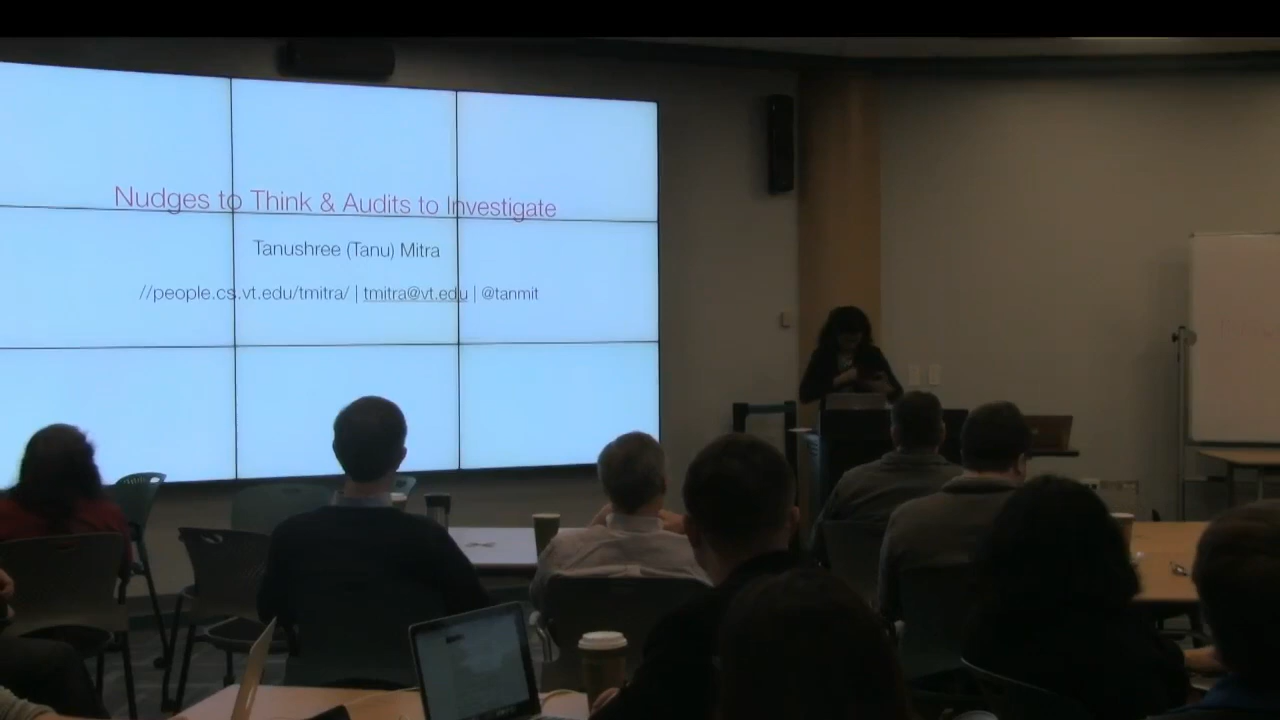 Nudges to Think & Audits to Investigate
Tanushree (Tanu) Mitra
//people.cs.vt.edu/tmitra/ | tmitra@vt.edu | @tanmit